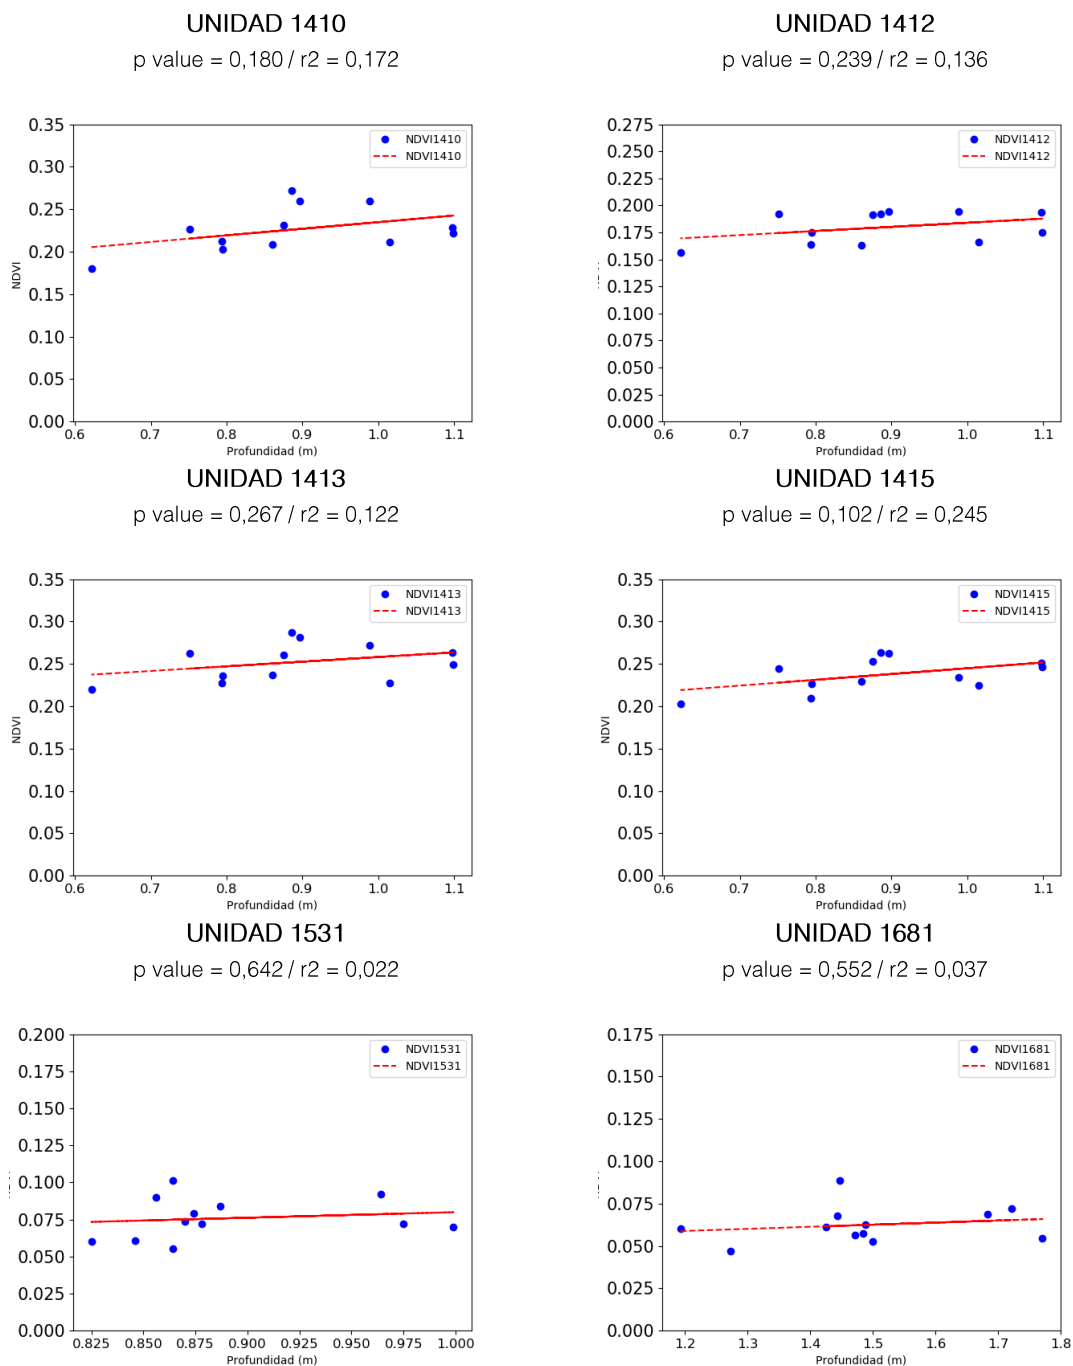 UNIDAD 1410
p value = 0,180 / r2 = 0,172
0.35
0.30
0.25
0.20
0.15
0.10
0.05
0.00
NDVI
NDVI1410
NDVI1410
0.6 0.7 0.8 0.9 1.0 1.1
Profundidad (m)
UNIDAD 1412
p value = 0,239 / r2 = 0,136
0.275
0.250
0.225
0.200
0.175
0.150
0.125
0.100
0.075
0.050
0.025
0.000
NDVI1412
NDVI1412
0.6 0.7 0.8 0.9 1.0 1.1
Profundidad (m)
UNIDAD 1413
p value = 0,267 / r2 = 0,122
0.35
0.30
0.25
0.20
0.15
0.10
0.05
0.00
NDVI
NDVI1413
NDVI1413
0.6 0.7 0.8 0.9 1.0 1.1
Profundidad (m)
UNIDAD 1415
p value = 0,102 / r2 = 0,245
0.35
0.30
0.25
0.20
0.15
0.10
0.05
0.00
NDVI
NDVI1415
NDVI1415
0.6 0.7 0.8 0.9 1.0 1.1
Profundidad (m)
UNIDAD 1531
p value = 0,642 / r2 = 0,022
0.200
0.175
0.150
0.125
0.100
0.075
0.050
0.025
0.000
NDVI1531
NDVI1531
0.825 0.850 0.875 0.900 0.925 0.950 0.975 1.000
Profundidad (m)
UNIDAD 1681
p value = 0,552 / r2 = 0,037
0.175
0.150
0.125
0.100
0.075
0.050
0.025
0.000
NDVI1681
NDVI1681
1.2 1.3 1.4 1.5 1.6 1.7 1.8
Profundidad (m)